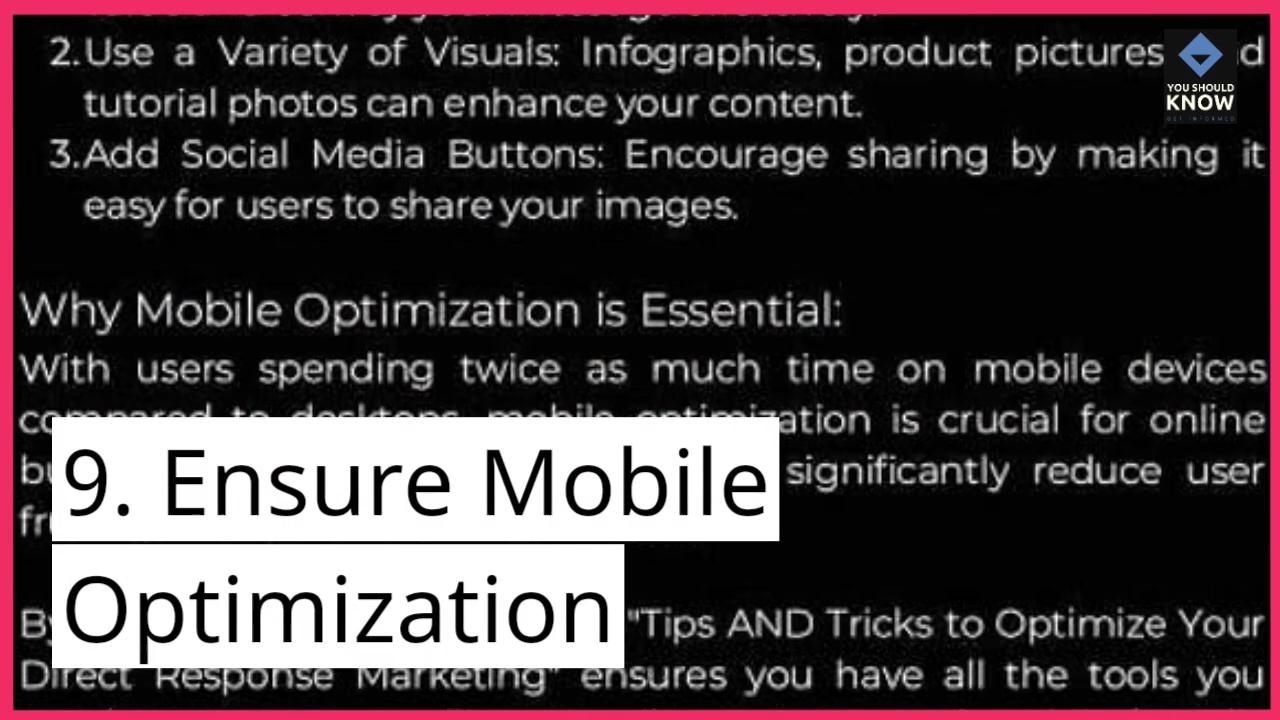 2. Use a Variety of Visuals: Infographics, product pictures
tutorial photos can enhance your content.
3. Add Social Media Buttons: Encourage sharing by making it
easy for users to share your images.
YOU SHOULD
KNOW
GET INFORMED
Why Mobile Optimization is Essential:
With users spending twice as much time on mobile devices
is crucial for online
significantly reduce user
9. Ensure Mobile
Optimization
"Tips AND Tricks to Optimize Your
Direct Response Marketing" ensures you have all the tools you